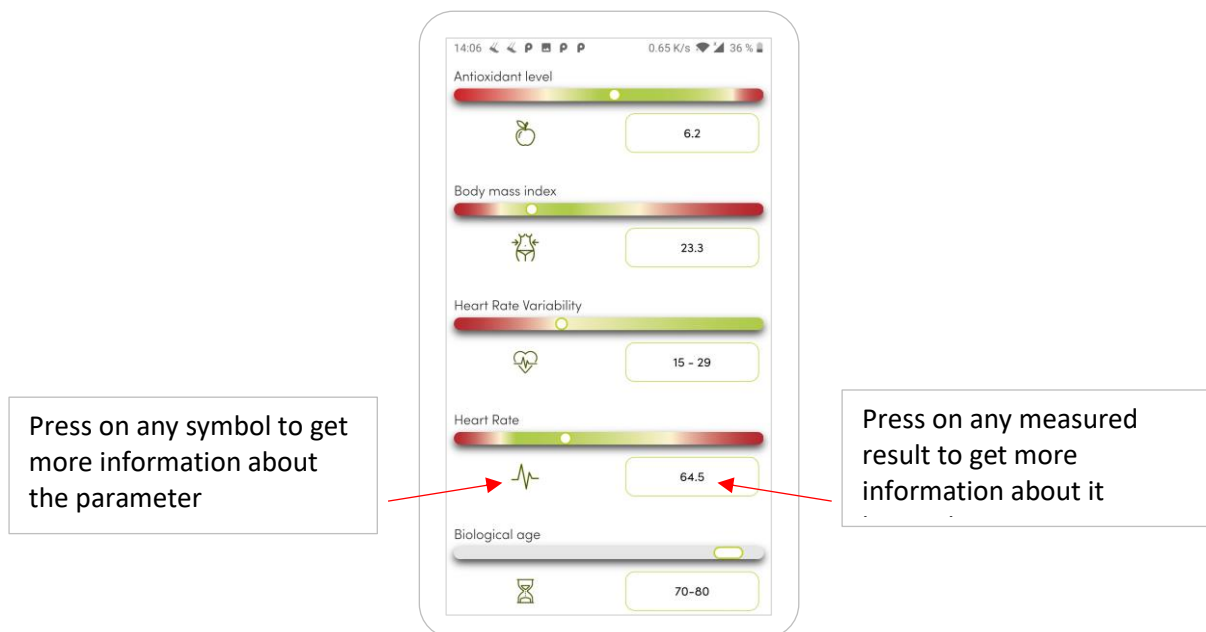 14:06 P P P 0.65 K/s 36 %
Antioxidant level
6.2
Body mass index
23.3
Heart Rate Variability
15 - 29
Heart Rate
64.5
Biological age
70-80
Press on any symbol to get
more information about
the parameter
Press on any measured
result to get more
information about it